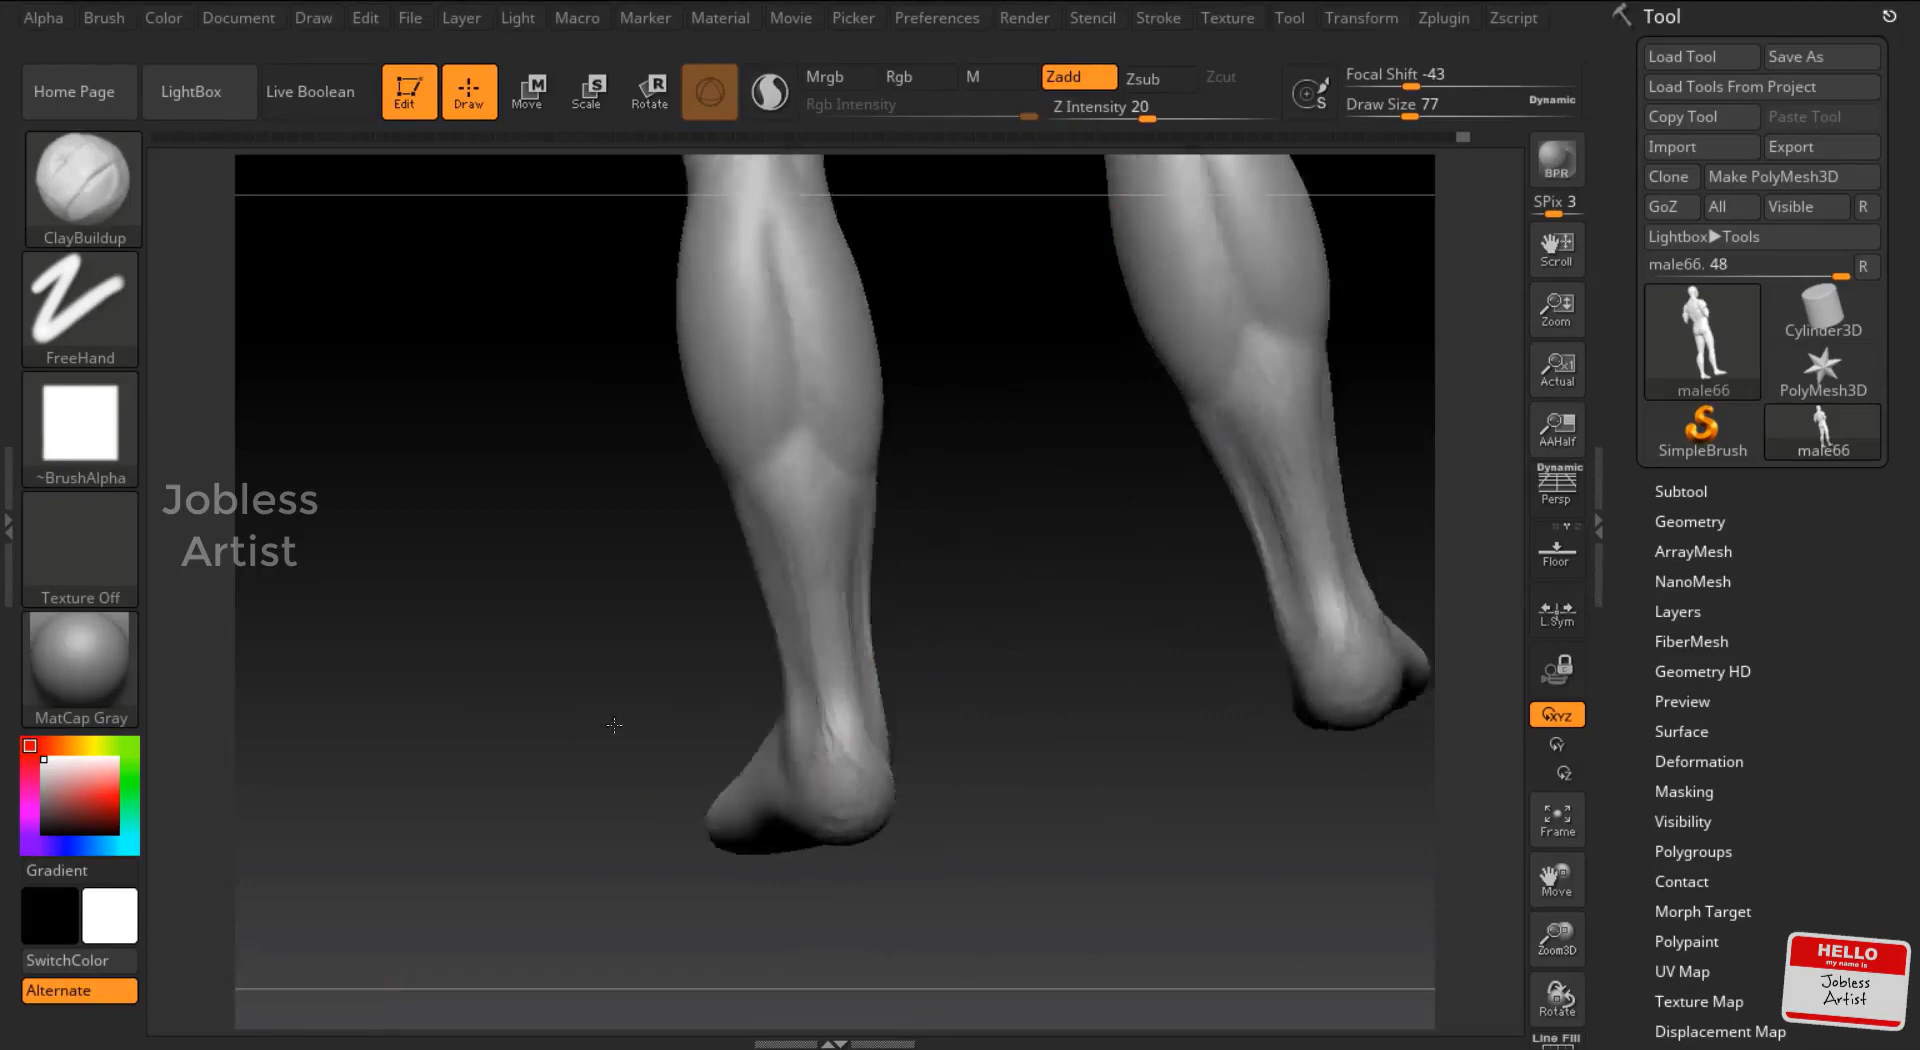 Alpha Brush Color Document Draw Edit File Layer Light Macro Marker Material Movie Picker Preferences Render Stencil Stroke Texture Tool Transform Zplugin Zscript
Tool
Home Page
LightBox
Live Boolean
Edit
Draw
Move
Scale
Rotate
Mrgb Rgb M
Rgb Intensity
Zadd Zsub Zcut
Z Intensity 20
S
Focal Shift -43
Draw Size 77
Dynamic
ClayBuildup
FreeHand
~BrushAlpha
Texture Off
MatCap Gray
Gradient
SwitchColor
Alternate
Jobless
Artist
BPR
SPix 3
Scroll
Zoom
Actual
AAHalf
Dynamic
Persp
Floor
L.Sym
XYZ
Y
Z
Frame
Move
Zoom3D
Rotate
Line Fill
Load Tool Save As
Load Tools From Project
Copy Tool Paste Tool
Import Export
Clone Make PolyMesh3D
GoZ All Visible R
Lightbox▶Tools
male66. 48 R
male66
Cylinder3D
PolyMesh3D
SimpleBrush
male66
Subtool
Geometry
ArrayMesh
NanoMesh
Layers
FiberMesh
Geometry HD
Preview
Surface
Deformation
Masking
Visibility
Polygroups
Contact
Morph Target
Polypaint
UV Map
Texture Map
Displacement Map
HELLO
my name is
Jobless
Artist